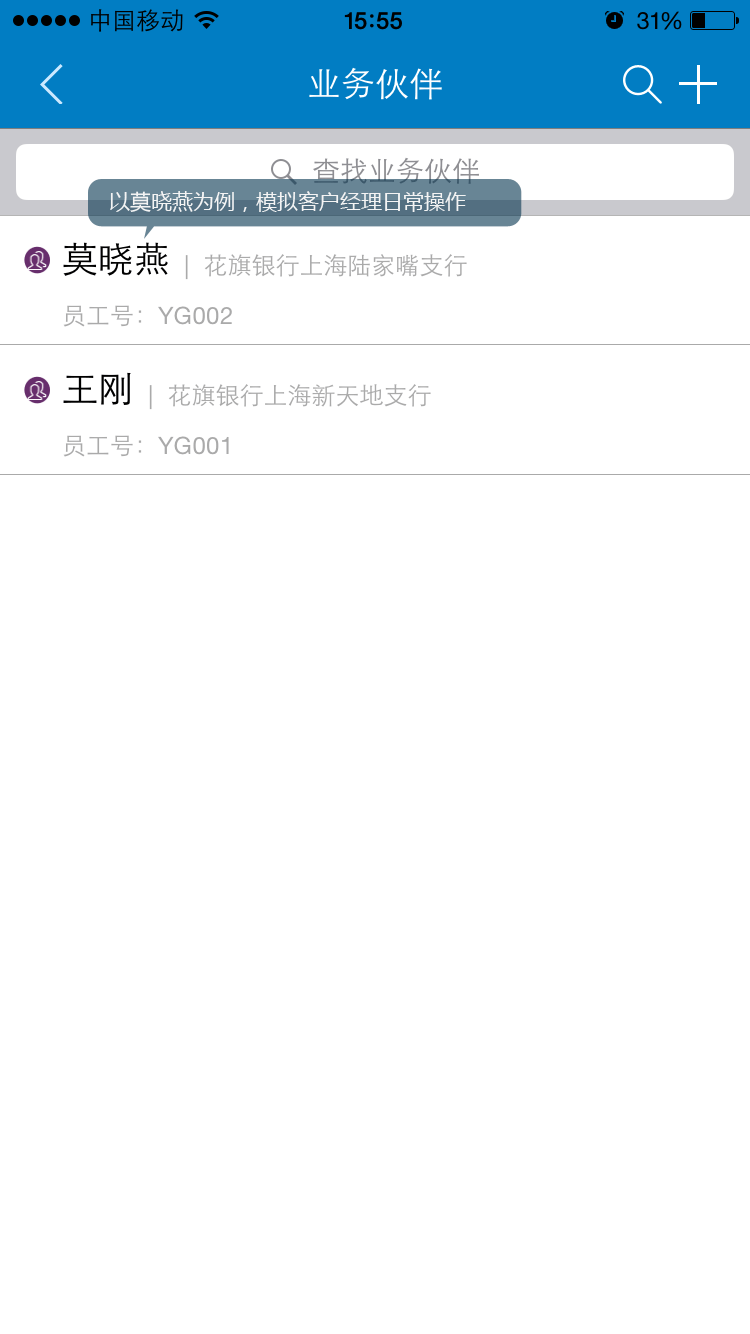 中国移动 15:55 31%
业务伙伴
查找业务伙伴
以莫晓燕为例，模拟客户经理日常操作
莫晓燕 | 花旗银行上海陆家嘴支行
员工号：YG002
王刚 | 花旗银行上海新天地支行
员工号：YG001